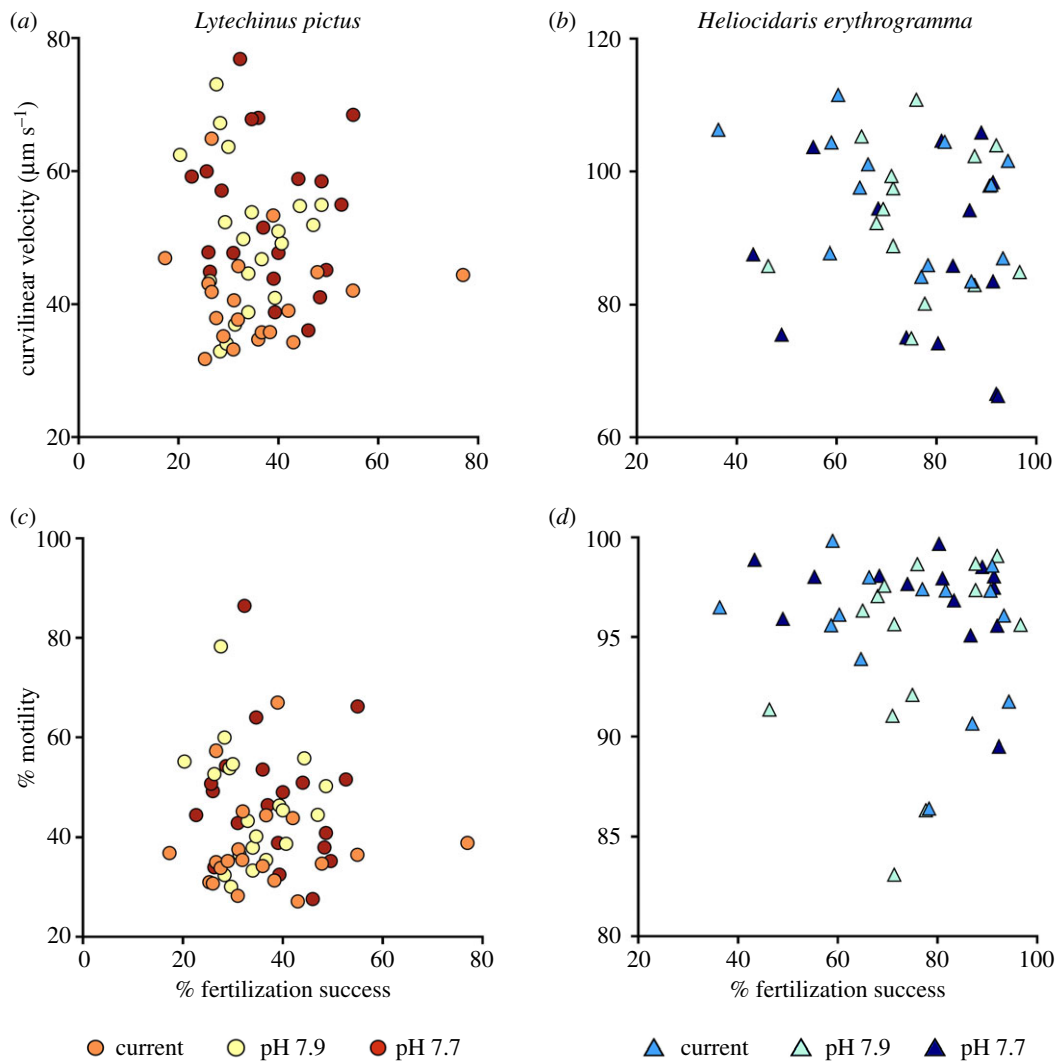 (a) Lytechinus pictus
(b) Heliocidaris erythrogramma
curvilinear velocity (μm s⁻¹)
80
60
40
20
0 20 40 60 80
120
100
80
60
20 40 60 80 100
(c)
(d)
% motility
100
80
60
40
20
0 20 40 60 80
% fertilization success
100
95
90
85
80
20 40 60 80 100
% fertilization success
current pH 7.9 pH 7.7
current pH 7.9 pH 7.7